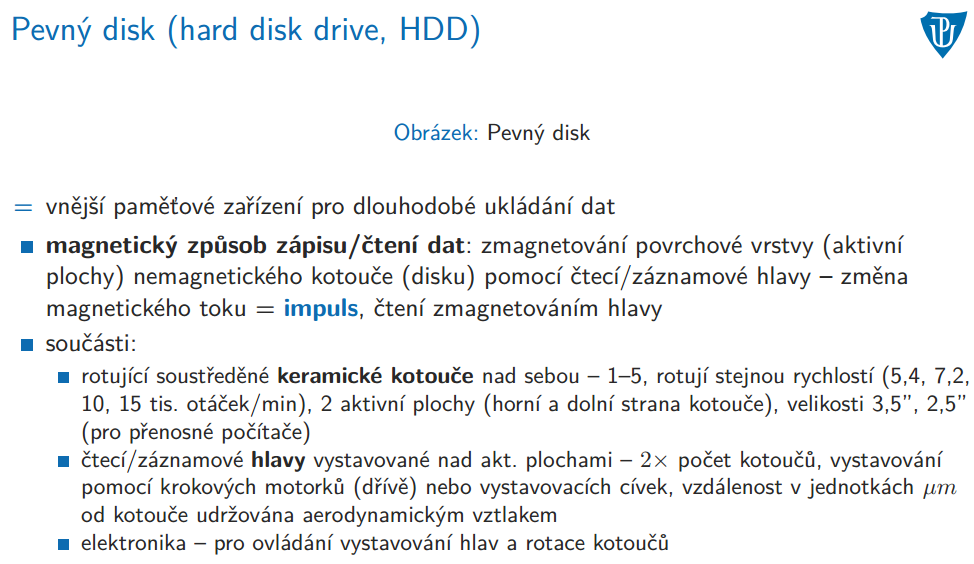 Pevný disk (hard disk drive, HDD)
Obrázek: Pevný disk
= vnější paměťové zařízení pro dlouhodobé ukládání dat
■ magnetický způsob zápisu/čtení dat: zmagnetování povrchové vrstvy (aktivní
plochy) nemagnetického kotouče (disku) pomocí čtecí/záznamové hlavy – změna
magnetického toku = impuls, čtení zmagnetováním hlavy
■ součásti:
■ rotující soustředěné keramické kotouče nad sebou – 1–5, rotují stejnou rychlostí (5,4, 7,2,
10, 15 tis. otáček/min), 2 aktivní plochy (horní a dolní strana kotouče), velikosti 3,5”, 2,5”
(pro přenosné počítače)
■ čtecí/záznamové hlavy vystavované nad akt. plochami – 2× počet kotoučů, vystavování
pomocí krokových motorků (dříve) nebo vystavovacích cívek, vzdálenost v jednotkách μm
od kotouče udržována aerodynamickým vztlakem
■ elektronika – pro ovládání vystavování hlav a rotace kotoučů